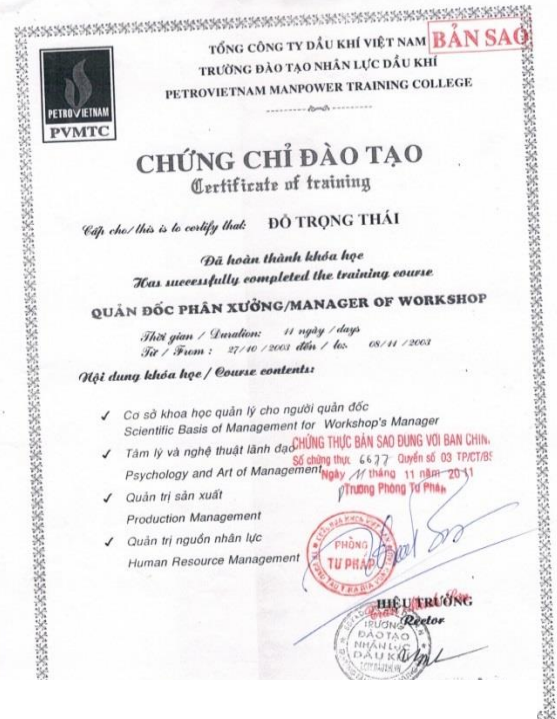 TỔNG CÔNG TY DẦU KHÍ VIỆT NAM
BẢN SAO
TRƯỜNG ĐÀO TẠO NHÂN LỰC DẦU KHÍ
PETROVIETNAM MANPOWER TRAINING COLLEGE
PETROVIETNAM
PVMTC
CHỨNG CHỈ ĐÀO TẠO
Certificate of training
Cấp cho/this is to certify that: ĐỖ TRỌNG THÁI
Đã hoàn thành khóa học
Has successfully completed the training course
QUẢN ĐỐC PHÂN XƯỞNG/MANAGER OF WORKSHOP
Thời gian / Duration: 11 ngày / days
Từ / From : 27/10 /2003 đến / to: 08/11 /2003
Nội dung khóa học / Course contents:
✓ Cơ sở khoa học quản lý cho người quản đốc
Scientific Basis of Management for Workshop's Manager
✓ Tâm lý và nghệ thuật lãnh đạo
Psychology and Art of Management
✓ Quản trị sản xuất
Production Management
✓ Quản trị nguồn nhân lực
Human Resource Management
CHỨNG THỰC BẢN SAO ĐÚNG VỚI BẢN CHÍN
Số chứng thực 6677 Quyển số 03 TP/CT/BS
Ngày 11 tháng 11 năm 2011
Trưởng Phòng Tư Pháp
PHÒNG
TƯ PHÁP
HIỆU TRƯỞNG
Rector
TRƯỜNG
ĐÀO TẠO
NHÂN LỰC
DẦU KHÍ